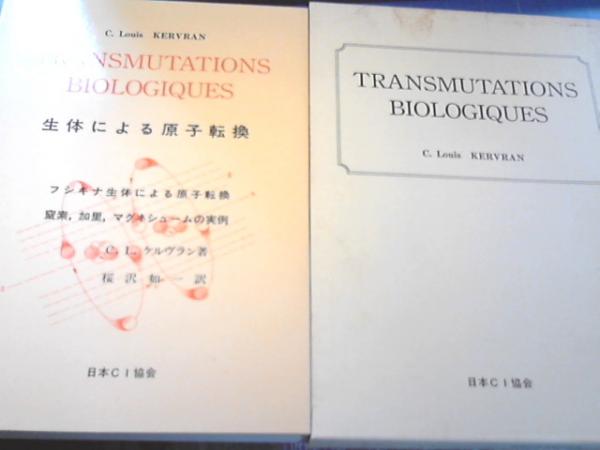 C. Louis KERVRAN
TRANSMUTATIONS
BIOLOGIQUES
生体による原子転換
フシギナ生体による原子転換
窒素，加里，マグネシュームの実例
C. L. ケルヴラン著
桜沢如一訳
日本CI協会
TRANSMUTATIONS
BIOLOGIQUES
C. Louis KERVRAN
日本CI協会